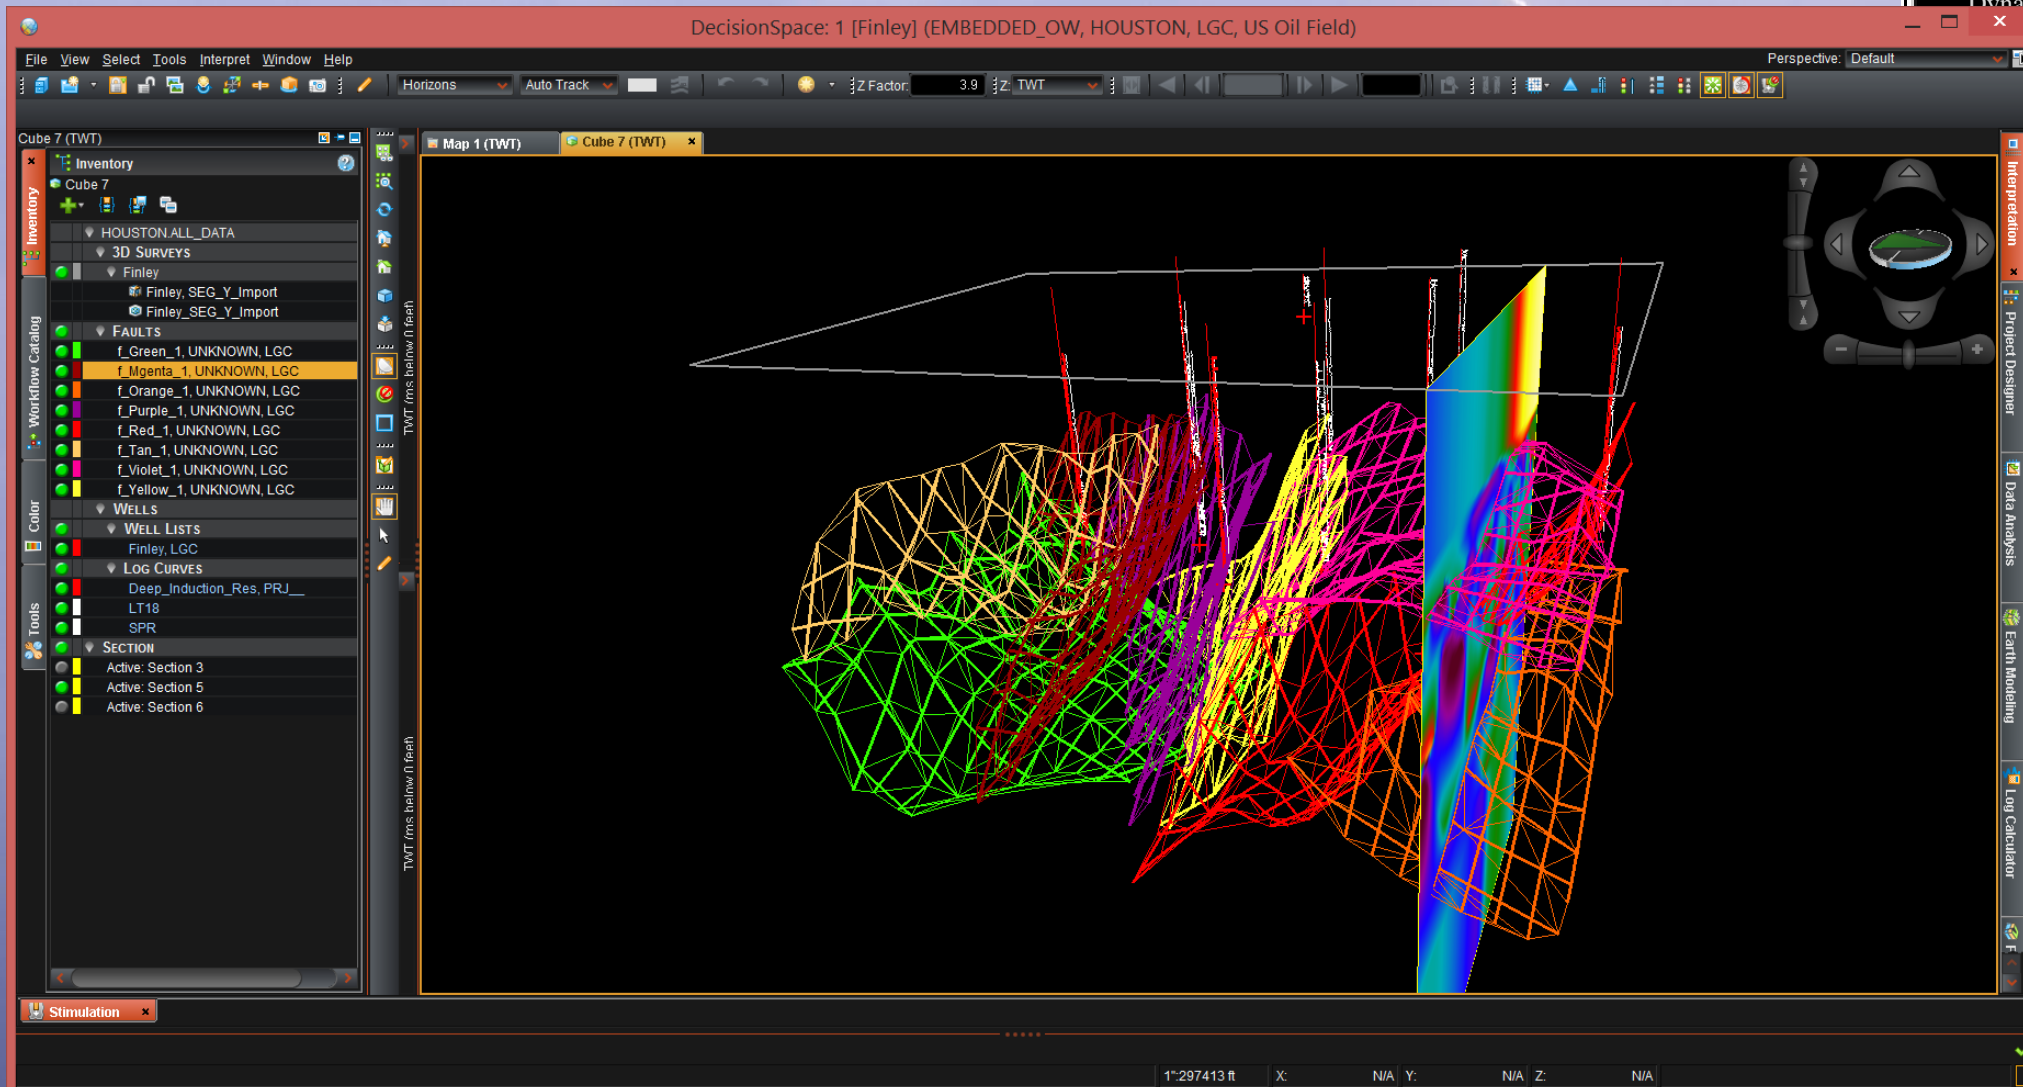 DecisionSpace: 1 [Finley] (EMBEDDED_OW, HOUSTON, LGC, US Oil Field)
File View Select Tools Interpret Window Help
Perspective: Default
Horizons Auto Track Z Factor: 3.9 Z: TWT
Cube 7 (TWT)
Map 1 (TWT) Cube 7 (TWT)
Inventory
Cube 7
HOUSTON.ALL_DATA
3D SURVEYS
Finley
Finley, SEG_Y_Import
Finley_SEG_Y_Import
FAULTS
f_Green_1, UNKNOWN, LGC
f_Mgenta_1, UNKNOWN, LGC
f_Orange_1, UNKNOWN, LGC
f_Purple_1, UNKNOWN, LGC
f_Red_1, UNKNOWN, LGC
f_Tan_1, UNKNOWN, LGC
f_Violet_1, UNKNOWN, LGC
f_Yellow_1, UNKNOWN, LGC
WELLS
WELL LISTS
Finley, LGC
LOG CURVES
Deep_Induction_Res, PRJ__
LT18
SPR
SECTION
Active: Section 3
Active: Section 5
Active: Section 6
Inventory
Workflow Catalog
Color
Tools
TWT (ms below 0 feet)
TWT (ms below 0 feet)
Interpretation
Project Designer
Data Analysis
Earth Modeling
Log Calculator
Stimulation
1":297413 ft X: N/A Y: N/A Z: N/A